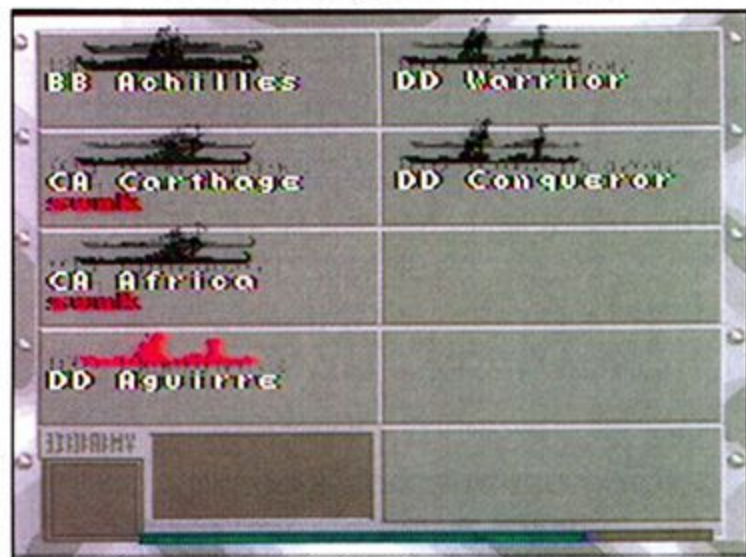 BB Achilles
DD Warrior
CA Carthage
sunk
DD Conqueror
CA Africa
sunk
DD Aguirre